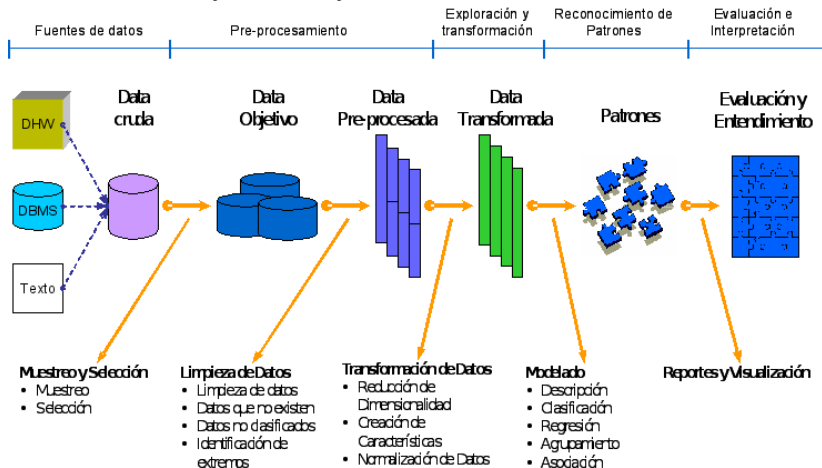 Fuentes de datos
Pre-procesamiento
Exploración y
transformación
Reconocimiento de
Patrones
Evaluación e
Interpretación
DHW
DBMS
Texto
Data
cruda
Data
Objetivo
Data
Pre-procesada
Data
Transformada
Patrones
Evaluación y
Entendimiento
Muestreo y Selección
• Muestreo
• Selección
Limpieza de Datos
• Limpieza de datos
• Datos que no existen
• Datos no clasificados
• Identificación de
extremos
Transformación de Datos
• Reducción de
Dimensionalidad
• Creación de
Características
• Normalización de Datos
Modelado
• Descripción
• Clasificación
• Regresión
• Agupamiento
• Asociación
Reportes y Visualización